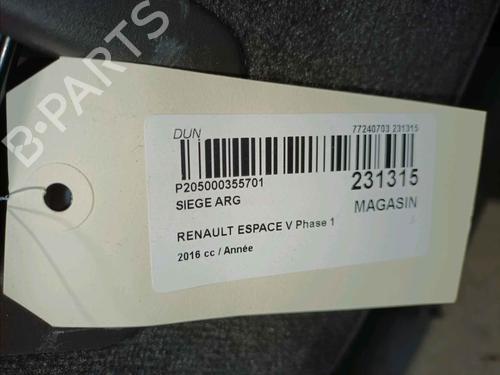 B-PARTS
DUN
77240703 231315
P205000355701
231315
SIEGE ARG
MAGASIN
RENAULT ESPACE V Phase 1
2016 cc / Année